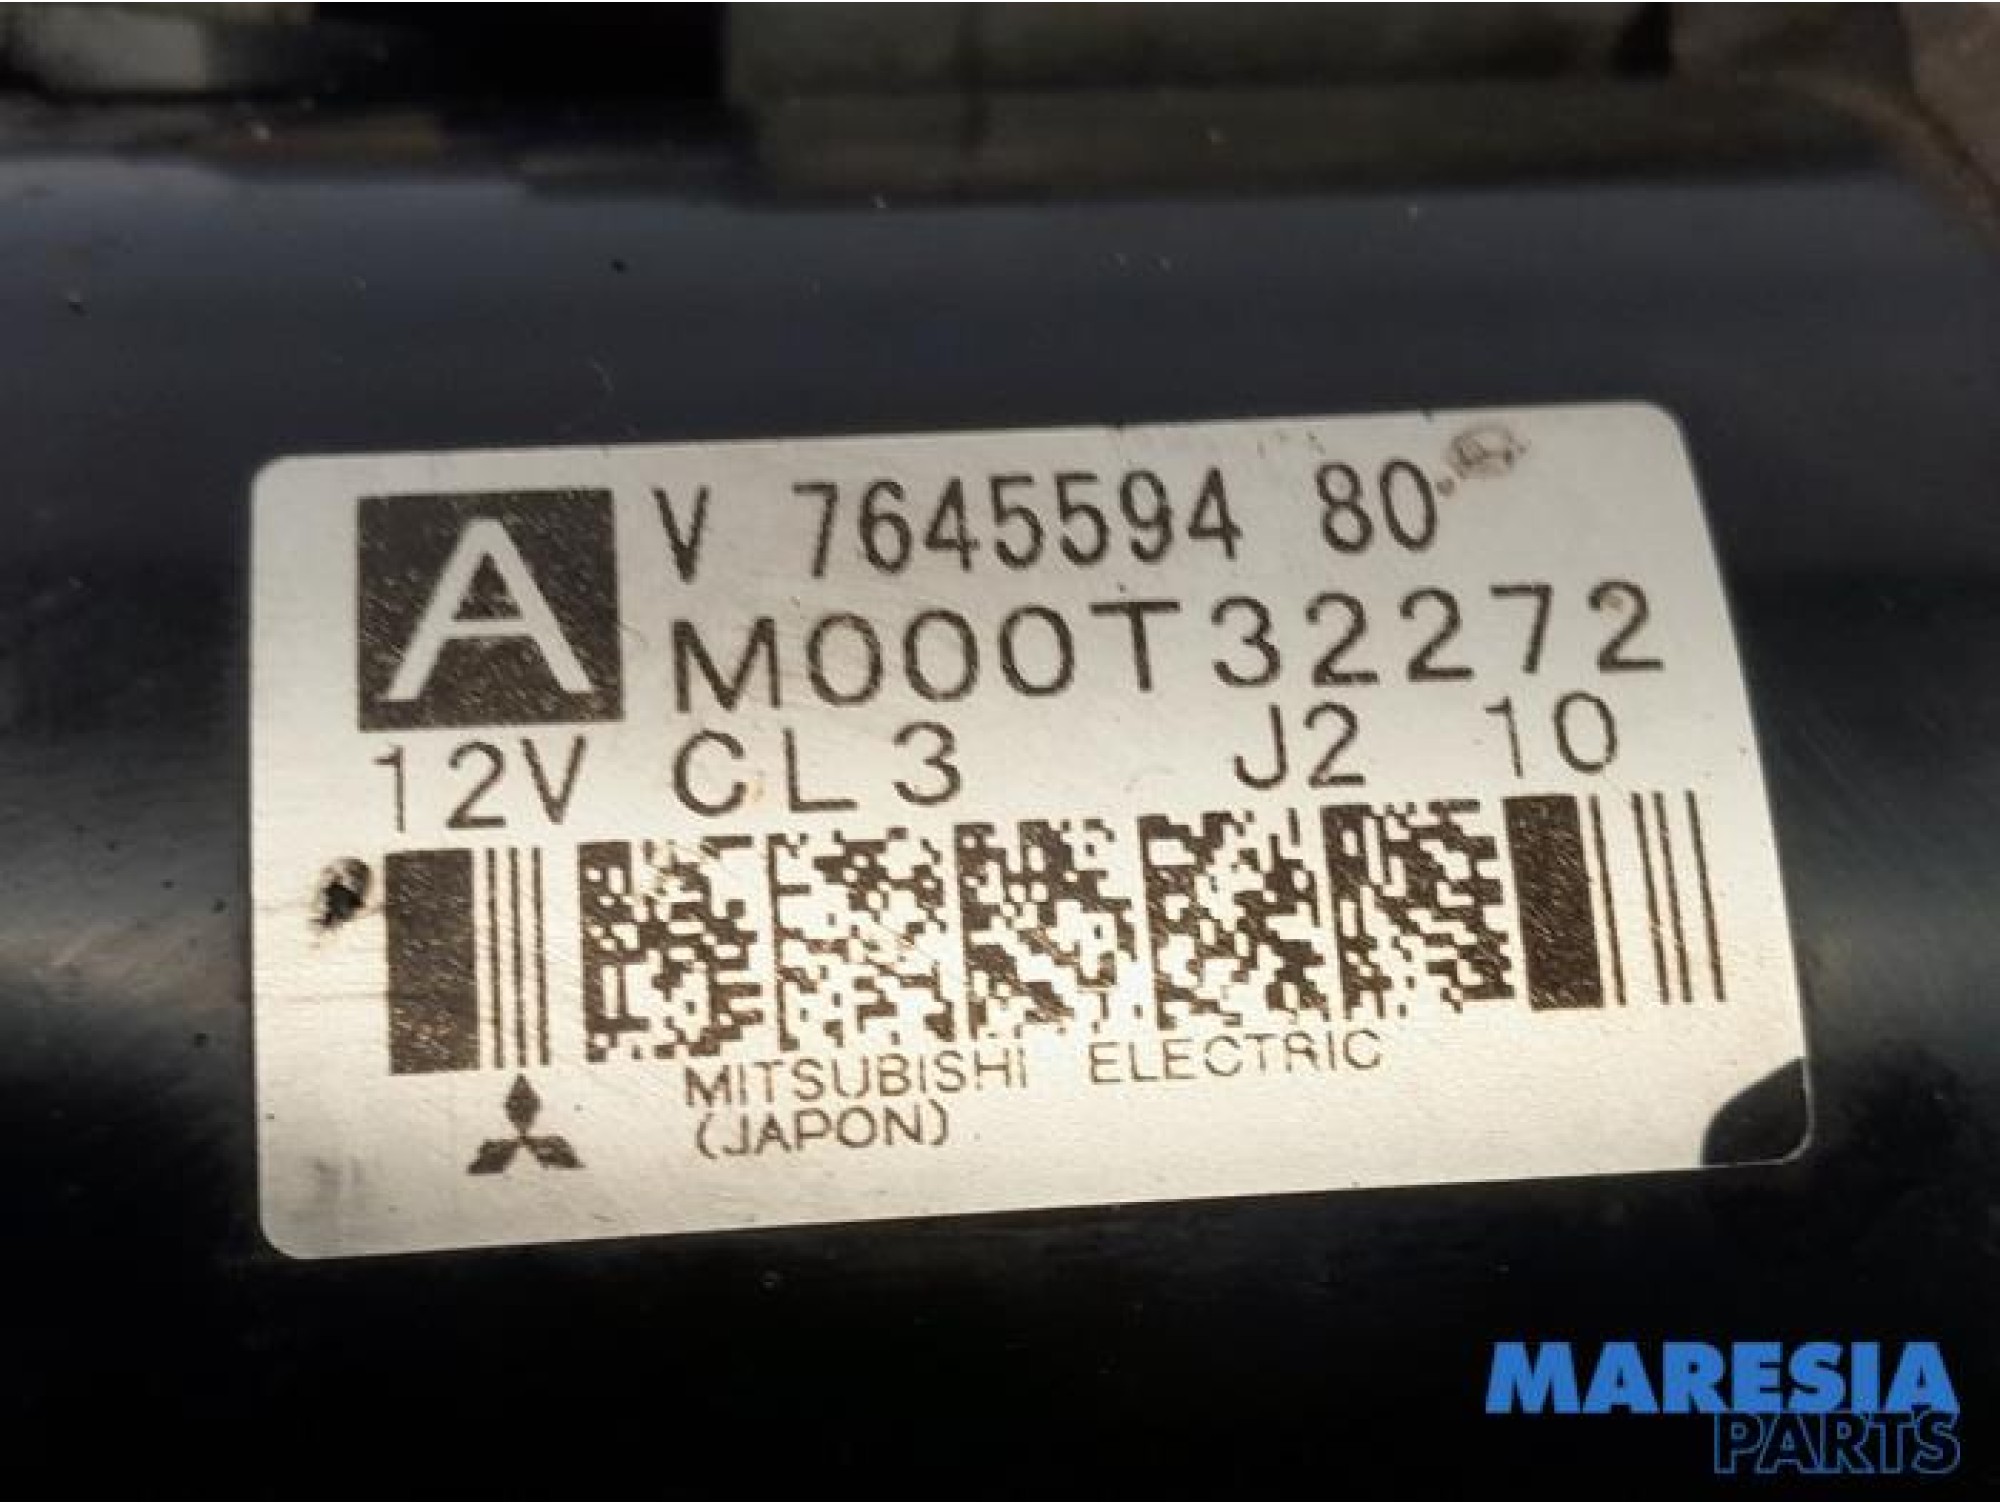 A V 7645594 80
M000T32272
12V CL3 J2 10
MITSUBISHI ELECTRIC
(JAPON)
MARESIA
PARTS